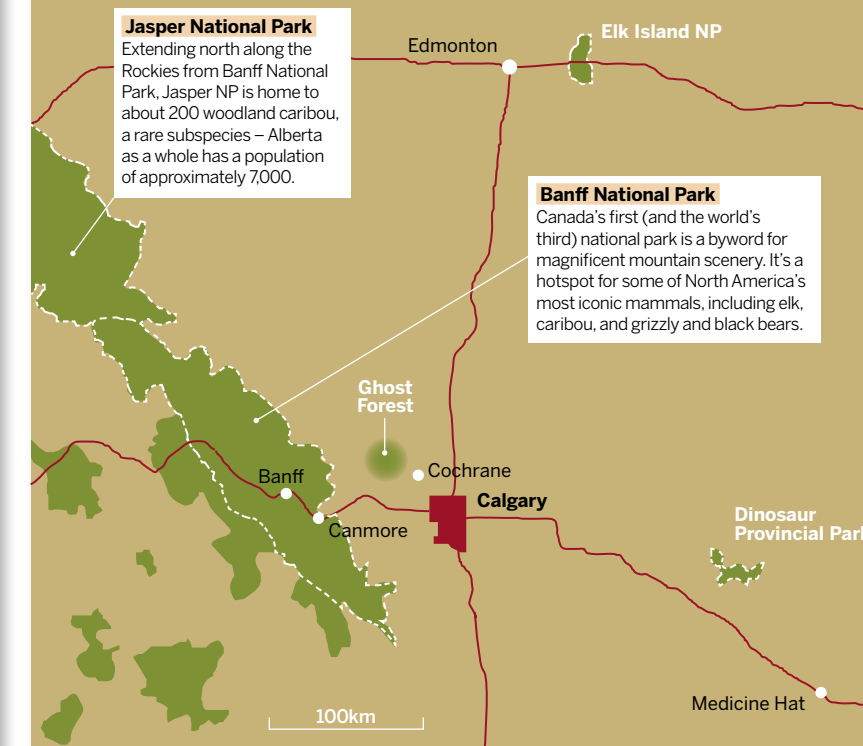 Jasper National Park
Extending north along the
Rockies from Banff National
Park, Jasper NP is home to
about 200 woodland caribou,
a rare subspecies – Alberta
as a whole has a population
of approximately 7,000.
Edmonton
Elk Island NP
Banff National Park
Canada’s first (and the world’s
third) national park is a byword for
magnificent mountain scenery. It’s a
hotspot for some of North America’s
most iconic mammals, including elk,
caribou, and grizzly and black bears.
Ghost
Forest
Cochrane
Banff
Calgary
Canmore
Dinosaur
Provincial Park
Medicine Hat
100km